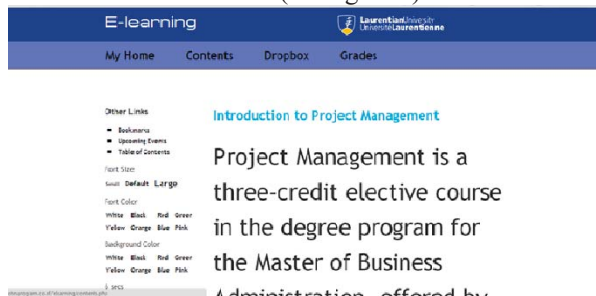 E-learning
LaurentianUniversity
UniversitéLaurentienne
My Home Contents Dropbox Grades
Other Links
Bookmarks
Upcoming Events
Table of Contents
Font Size
Small Default Large
Font Color
White Black Red Green
Yellow Orange Blue Pink
Background Color
White Black Red Green
Yellow Orange Blue Pink
Introduction to Project Management
Project Management is a
three-credit elective course
in the degree program for
the Master of Business
Administration, offered by